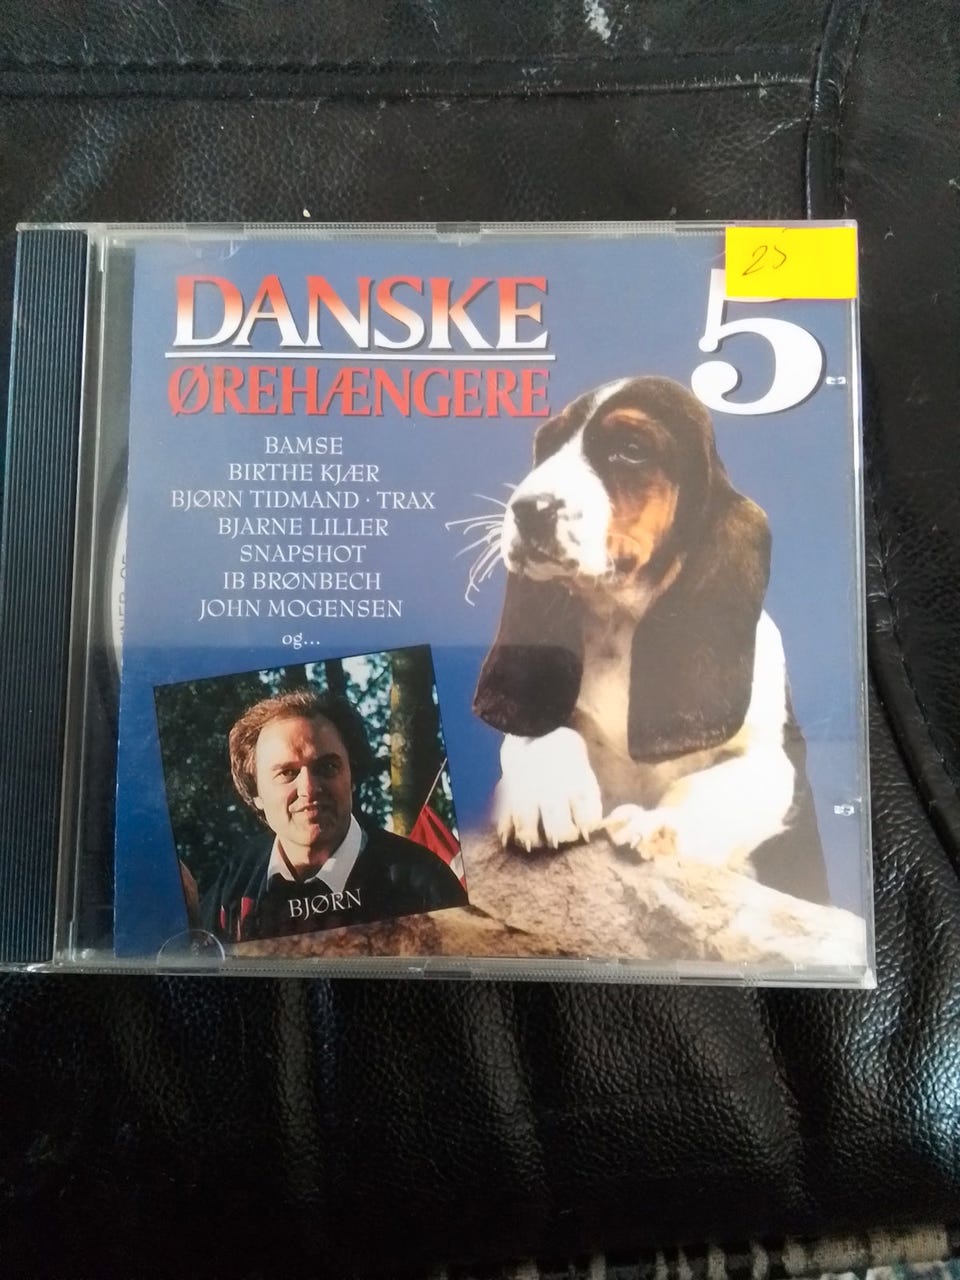 25
5
DANSKE
ØREHÆNGERE
BAMSE
BIRTHE KJÆR
BJØRN TIDMAND · TRAX
BJARNE LILLER
SNAPSHOT
IB BRØNBECH
JOHN MOGENSEN
og...
BJØRN